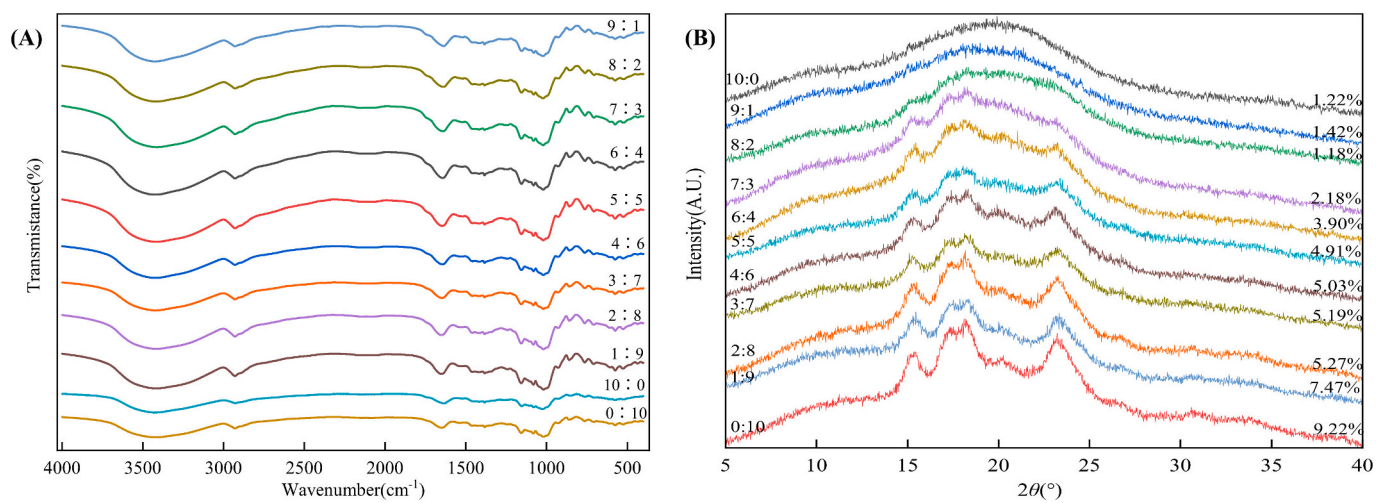 (A)
9∶1
8∶2
7∶3
6∶4
5∶5
4∶6
3∶7
2∶8
1∶9
10∶0
0∶10
Transmistance(%)
4000 3500 3000 2500 2000 1500 1000 500
Wavenumber(cm-1)
(B)
10:0 1.22%
9:1 1.42%
8:2 1.18%
7:3 2.18%
6:4 3.90%
5:5 4.91%
4:6 5.03%
3:7 5.19%
2:8 5.27%
1:9 7.47%
0:10 9.22%
Intensity(A.U.)
5 10 15 20 25 30 35 40
2θ(°)